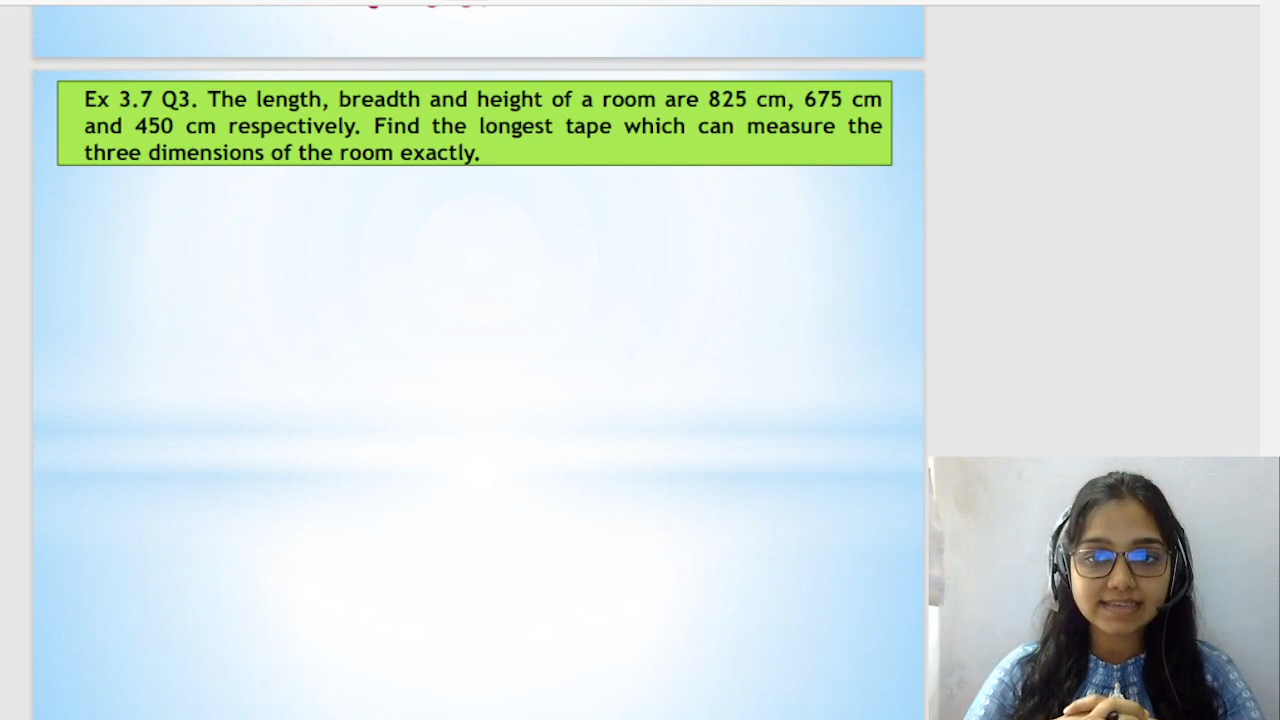 Ex 3.7 Q3. The length, breadth and height of a room are 825 cm, 675 cm
and 450 cm respectively. Find the longest tape which can measure the
three dimensions of the room exactly.